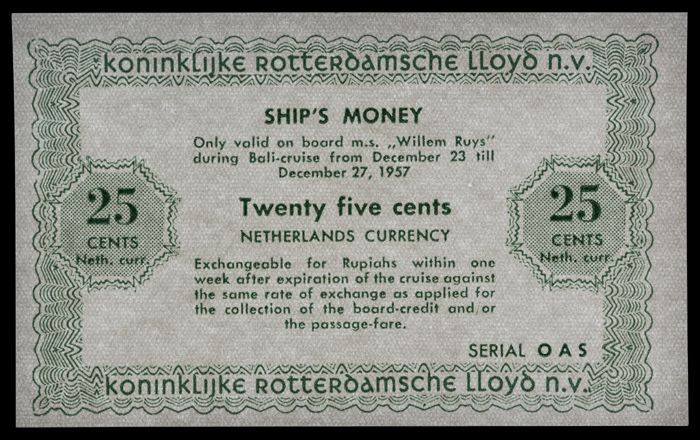 koninklijke rotterdamsche lloyd n.v.
SHIP'S MONEY
Only valid on board m.s. „Willem Ruys"
during Bali-cruise from December 23 till
December 27, 1957
25
CENTS
Neth. curr.
Twenty five cents
NETHERLANDS CURRENCY
25
CENTS
Neth. curr.
Exchangeable for Rupiahs within one
week after expiration of the cruise against
the same rate of exchange as applied for
the collection of the board-credit and/or
the passage-fare.
SERIAL O A S
koninklijke rotterdamsche lloyd n.v.